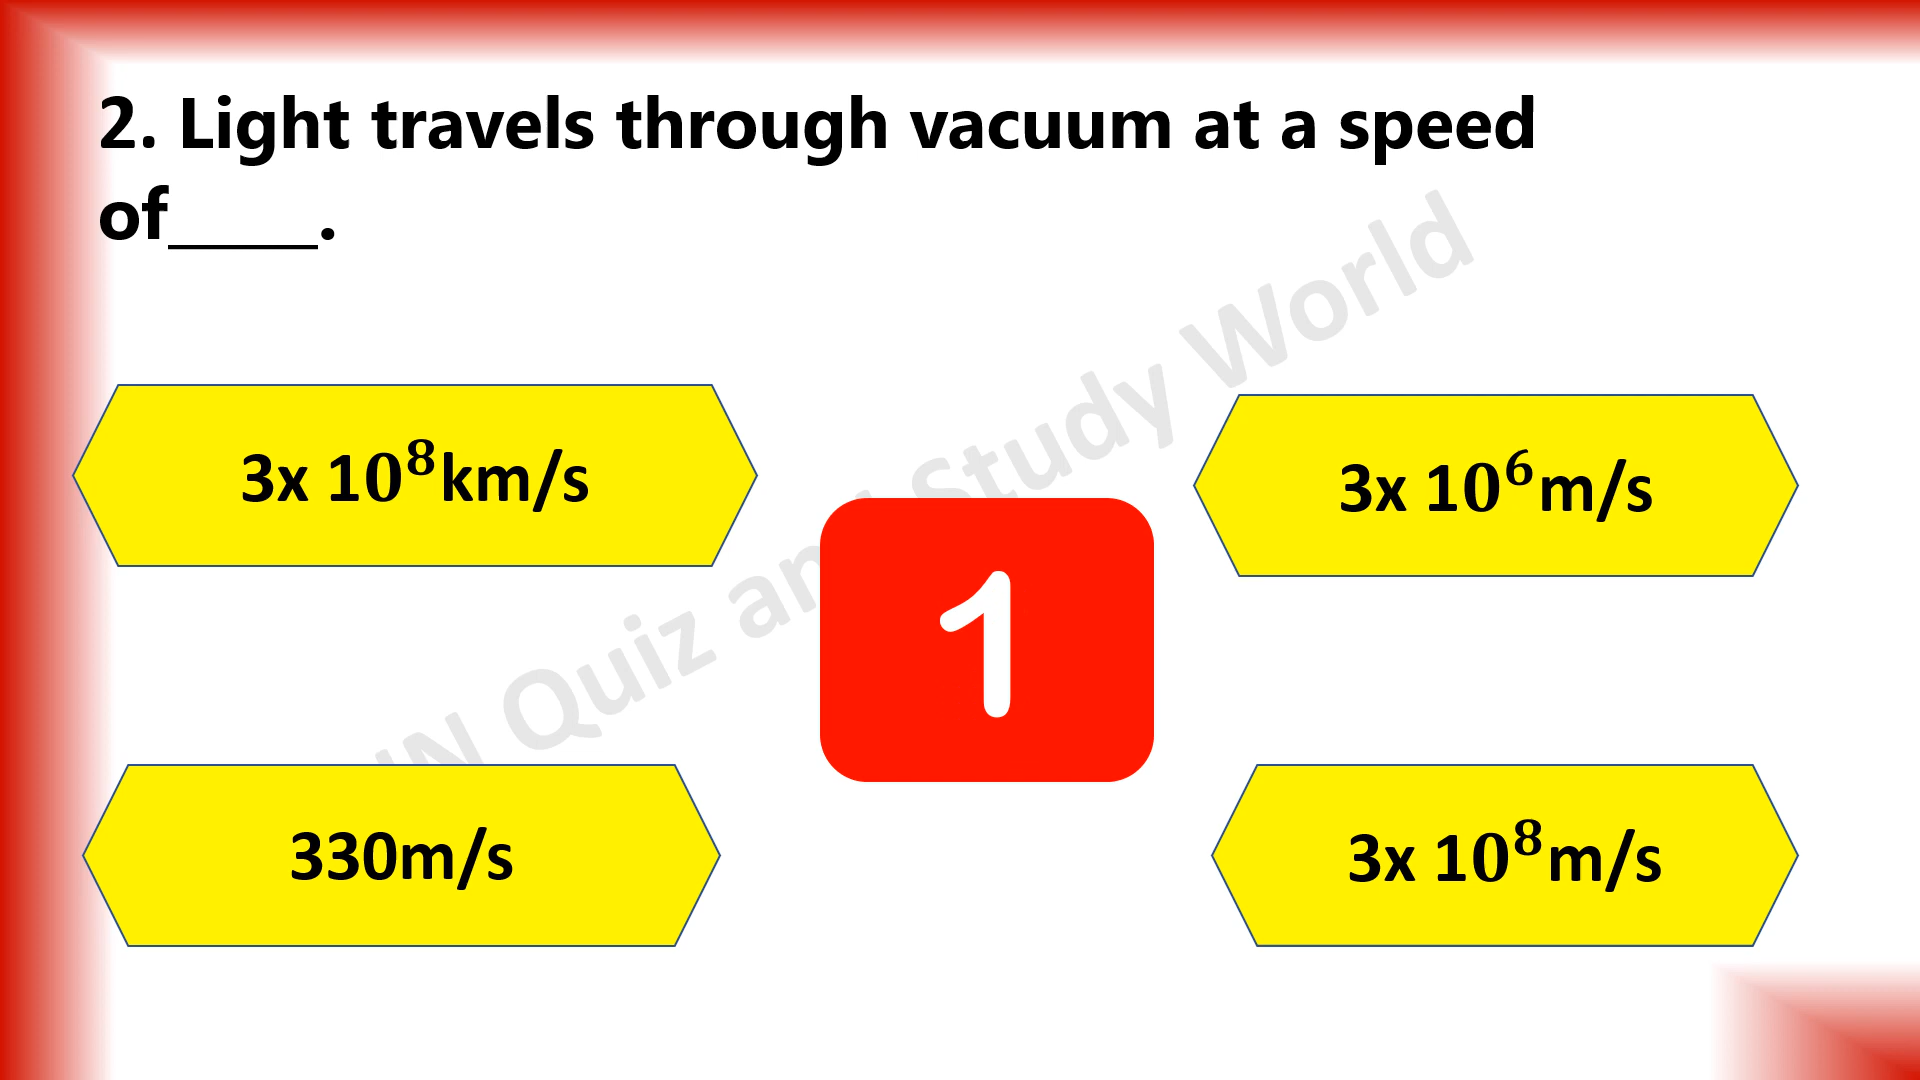 2. Light travels through vacuum at a speed
of_____.
3x 10⁸km/s
3x 10⁶m/s
1
330m/s
3x 10⁸m/s
N Quiz and Study World